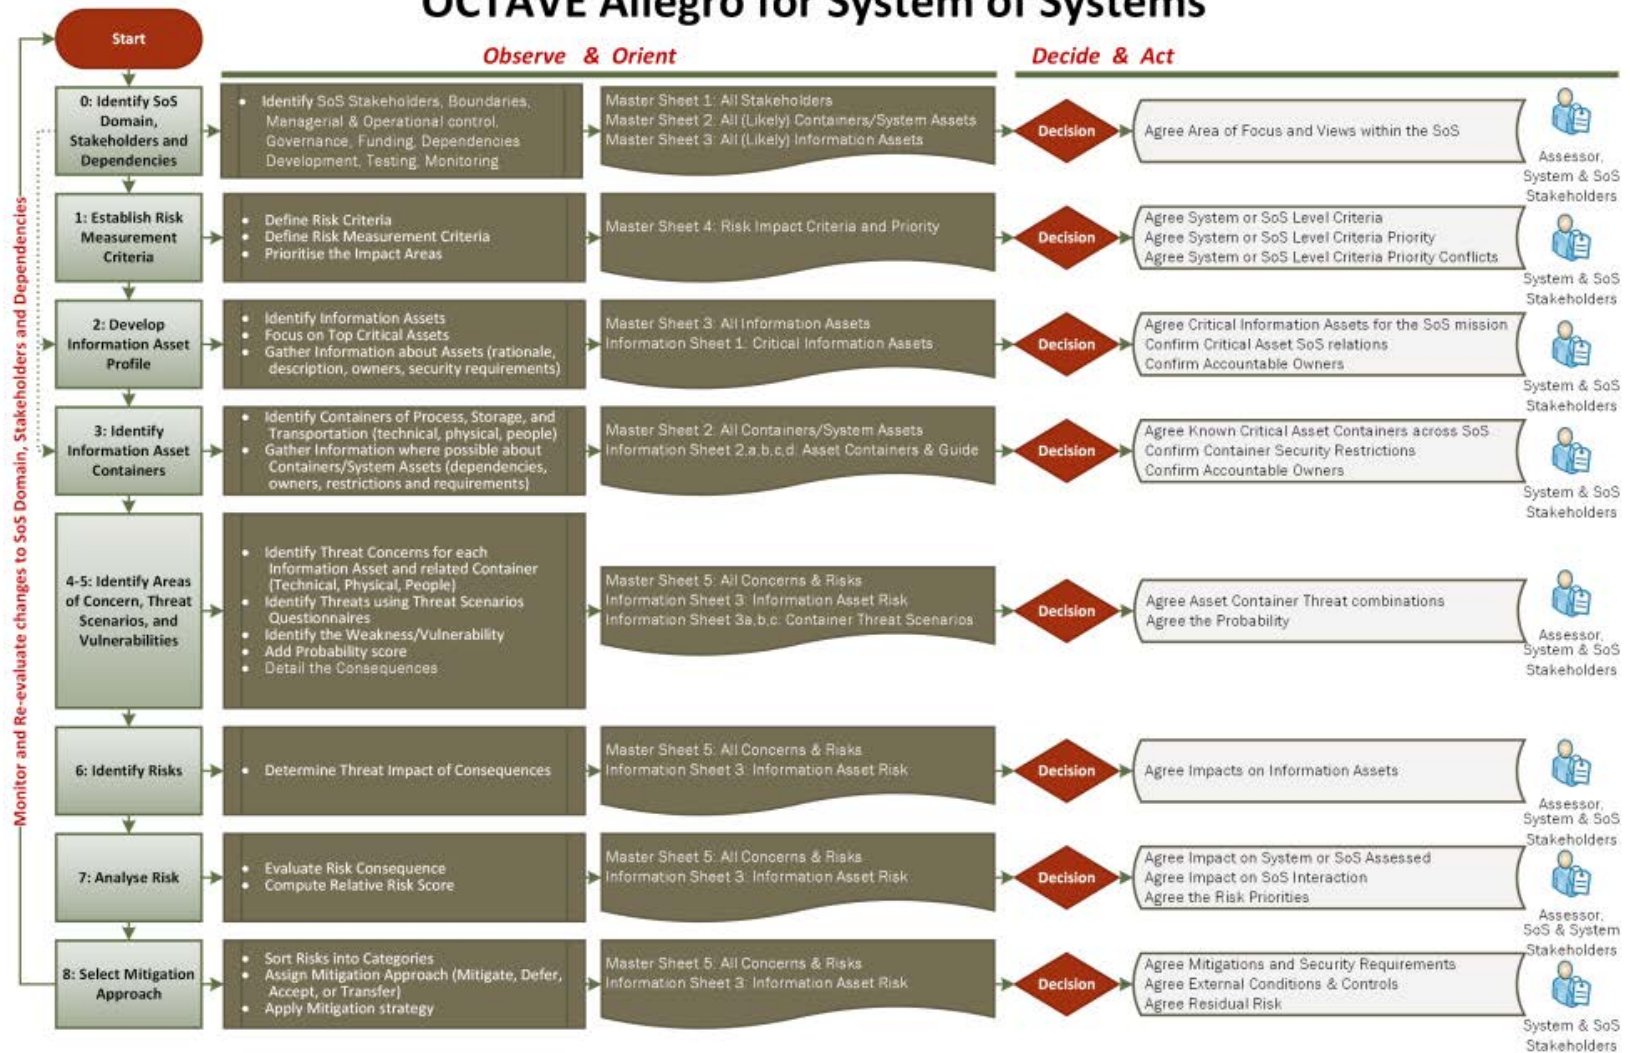 OCTAVE Allegro for System of Systems
Start
Observe & Orient
Decide & Act
Monitor and Re-evaluate changes to SoS Domain, Stakeholders and Dependencies
0: Identify SoS
Domain,
Stakeholders and
Dependencies
• Identify SoS Stakeholders, Boundaries,
Managerial & Operational control,
Governance, Funding, Dependencies
Development, Testing, Monitoring
Master Sheet 1: All Stakeholders
Master Sheet 2: All (Likely) Containers/System Assets
Master Sheet 3: All (Likely) Information Assets
Decision
Agree Area of Focus and Views within the SoS
Assessor,
System & SoS
Stakeholders
1: Establish Risk
Measurement
Criteria
• Define Risk Criteria
• Define Risk Measurement Criteria
• Prioritise the Impact Areas
Master Sheet 4: Risk Impact Criteria and Priority
Decision
Agree System or SoS Level Criteria
Agree System or SoS Level Criteria Priority
Agree System or SoS Level Criteria Priority Conflicts
System & SoS
Stakeholders
2: Develop
Information Asset
Profile
• Identify Information Assets
• Focus on Top Critical Assets
• Gather Information about Assets (rationale,
description, owners, security requirements)
Master Sheet 3: All Information Assets
Information Sheet 1: Critical Information Assets
Decision
Agree Critical Information Assets for the SoS mission
Confirm Critical Asset SoS relations
Confirm Accountable Owners
System & SoS
Stakeholders
3: Identify
Information Asset
Containers
• Identify Containers of Process, Storage, and
Transportation (technical, physical, people)
• Gather Information where possible about
Containers/System Assets (dependencies,
owners, restrictions and requirements)
Master Sheet 2: All Containers/System Assets
Information Sheet 2.a,b,c,d: Asset Containers & Guide
Decision
Agree Known Critical Asset Containers across SoS
Confirm Container Security Restrictions
Confirm Accountable Owners
System & SoS
Stakeholders
4-5: Identify Areas
of Concern, Threat
Scenarios, and
Vulnerabilities
• Identify Threat Concerns for each
Information Asset and related Container
(Technical, Physical, People)
• Identify Threats using Threat Scenarios
Questionnaires
• Identify the Weakness/Vulnerability
• Add Probability score
• Detail the Consequences
Master Sheet 5: All Concerns & Risks
Information Sheet 3: Information Asset Risk
Information Sheet 3a,b,c: Container Threat Scenarios
Decision
Agree Asset Container Threat combinations
Agree the Probability
Assessor,
System & SoS
Stakeholders
6: Identify Risks
• Determine Threat Impact of Consequences
Master Sheet 5: All Concerns & Risks
Information Sheet 3: Information Asset Risk
Decision
Agree Impacts on Information Assets
Assessor,
System & SoS
Stakeholders
7: Analyse Risk
• Evaluate Risk Consequence
• Compute Relative Risk Score
Master Sheet 5: All Concerns & Risks
Information Sheet 3: Information Asset Risk
Decision
Agree Impact on System or SoS Assessed
Agree Impact on SoS Interaction
Agree the Risk Priorities
Assessor,
SoS & System
Stakeholders
8: Select Mitigation
Approach
• Sort Risks into Categories
• Assign Mitigation Approach (Mitigate, Defer,
Accept, or Transfer)
• Apply Mitigation strategy
Master Sheet 5: All Concerns & Risks
Information Sheet 3: Information Asset Risk
Decision
Agree Mitigations and Security Requirements
Agree External Conditions & Controls
Agree Residual Risk
System & SoS
Stakeholders